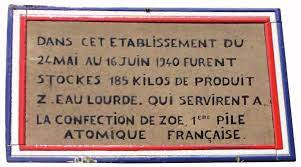 DANS CET ETABLISSEMENT DU
24 MAI AU 16 JUIN 1940 FURENT
STOCKES 185 KILOS DE PRODUIT
Z. EAU LOURDE. QUI SERVIRENT A
LA CONFECTION DE ZOE, 1ERE PILE
ATOMIQUE FRANÇAISE.